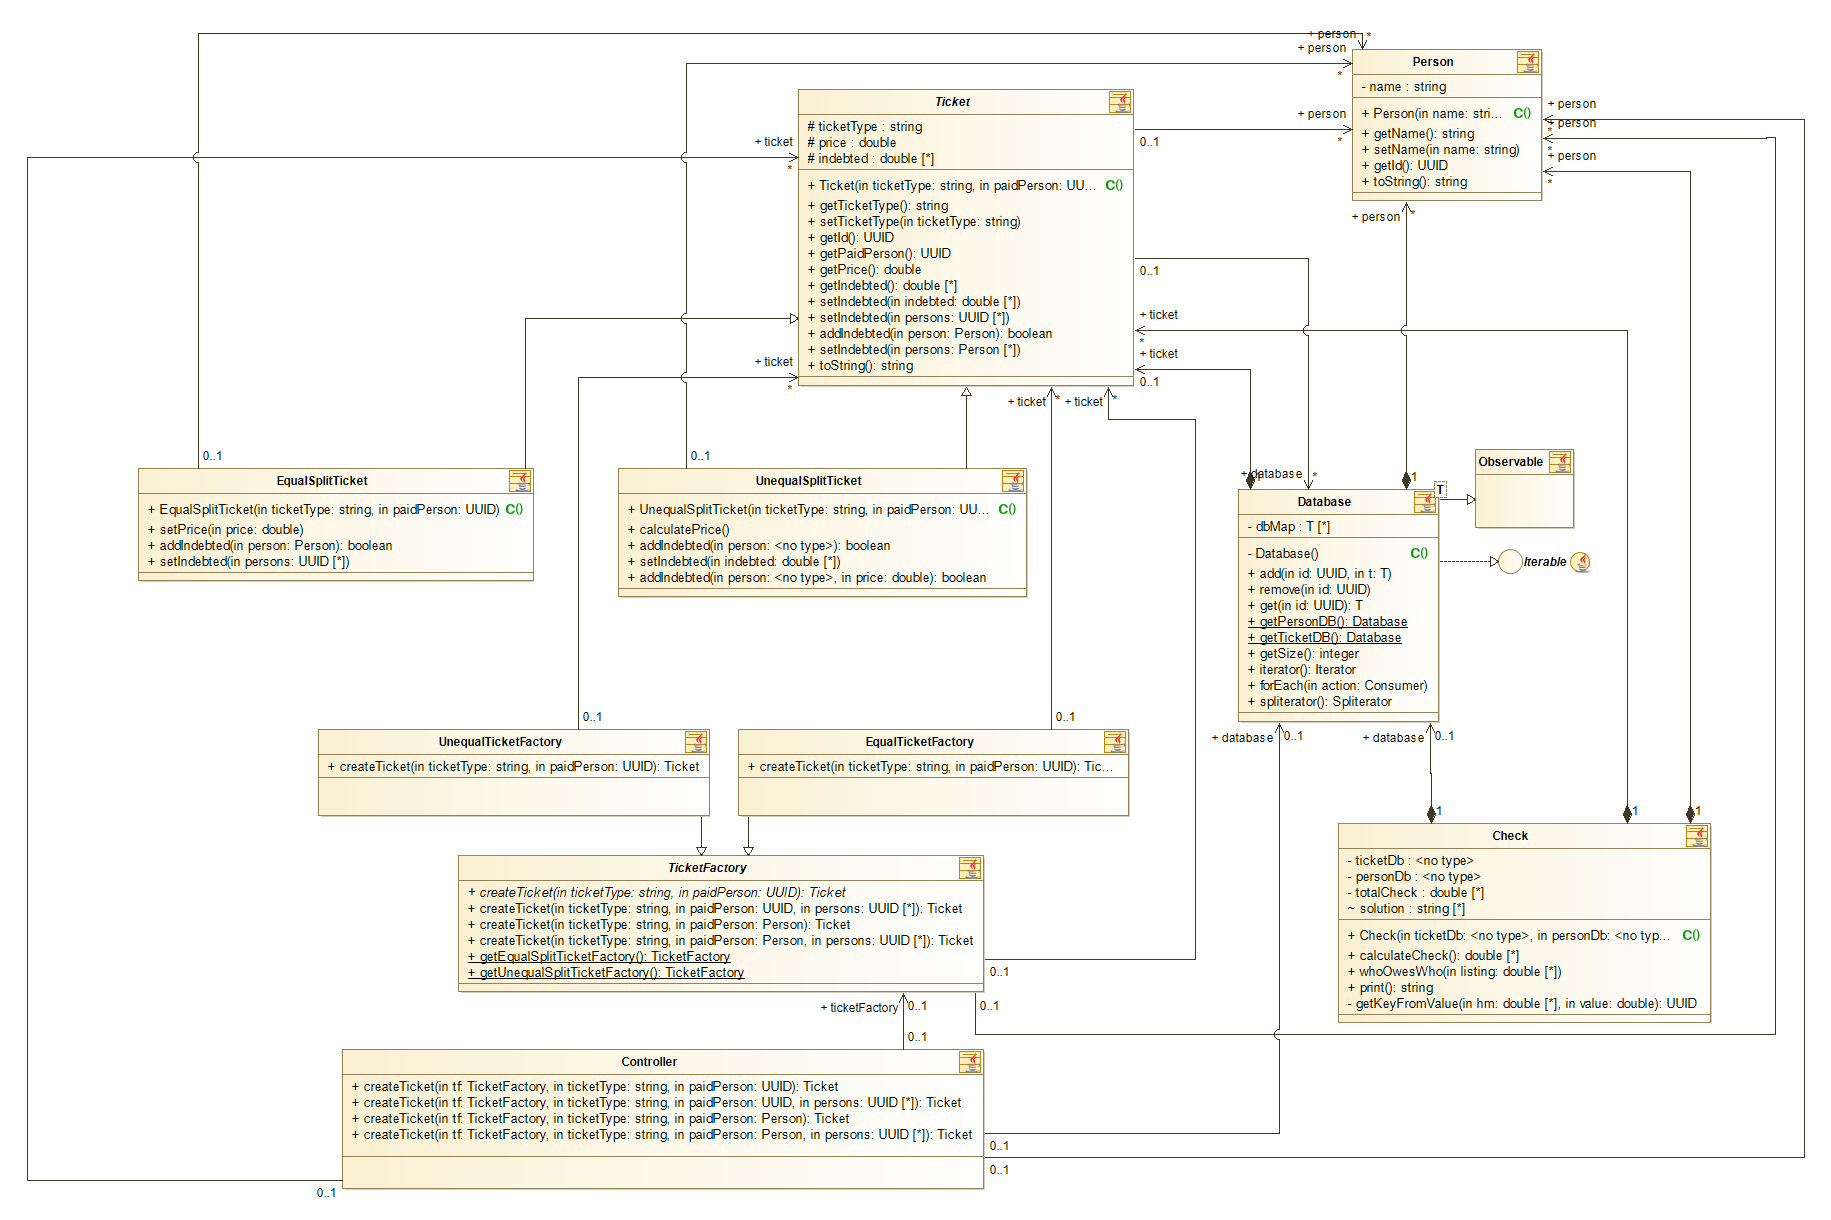 + person
*
+ person
*
Person
- name : string
+ Person(in name: stri... C()
+ getName(): string
+ setName(in name: string)
+ getId(): UUID
+ toString(): string
+ person
*
+ person
*
+ person
*
+ person
*
0..1
+ person
*
Ticket
# ticketType : string
# price : double
# indebted : double [*]
+ Ticket(in ticketType: string, in paidPerson: UU... C()
+ getTicketType(): string
+ setTicketType(in ticketType: string)
+ getId(): UUID
+ getPaidPerson(): UUID
+ getPrice(): double
+ getIndebted(): double [*]
+ setIndebted(in indebted: double [*])
+ setIndebted(in persons: UUID [*])
+ addIndebted(in person: Person): boolean
+ setIndebted(in persons: Person [*])
+ toString(): string
+ ticket
*
+ ticket
*
0..1
+ ticket
*
+ ticket
0..1
+ ticket
*
+ ticket
*
0..1
0..1
EqualSplitTicket
+ EqualSplitTicket(in ticketType: string, in paidPerson: UUID) C()
+ setPrice(in price: double)
+ addIndebted(in person: Person): boolean
+ setIndebted(in persons: UUID [*])
UnequalSplitTicket
+ UnequalSplitTicket(in ticketType: string, in paidPerson: UU... C()
+ calculatePrice()
+ addIndebted(in person: <no type>): boolean
+ setIndebted(in indebted: double [*])
+ addIndebted(in person: <no type>, in price: double): boolean
+ database
*
1
T
Database
- dbMap : T [*]
- Database() C()
+ add(in id: UUID, in t: T)
+ remove(in id: UUID)
+ get(in id: UUID): T
+ getPersonDB(): Database
+ getTicketDB(): Database
+ getSize(): integer
+ iterator(): Iterator
+ forEach(in action: Consumer)
+ spliterator(): Spliterator
Observable
Iterable
0..1
0..1
UnequalTicketFactory
+ createTicket(in ticketType: string, in paidPerson: UUID): Ticket
EqualTicketFactory
+ createTicket(in ticketType: string, in paidPerson: UUID): Tic...
+ database
0..1
+ database
0..1
1
1
1
Check
- ticketDb : <no type>
- personDb : <no type>
- totalCheck : double [*]
~ solution : string [*]
+ Check(in ticketDb: <no type>, in personDb: <no typ... C()
+ calculateCheck(): double [*]
+ whoOwesWho(in listing: double [*])
+ print(): string
- getKeyFromValue(in hm: double [*], in value: double): UUID
TicketFactory
+ createTicket(in ticketType: string, in paidPerson: UUID): Ticket
+ createTicket(in ticketType: string, in paidPerson: UUID, in persons: UUID [*]): Ticket
+ createTicket(in ticketType: string, in paidPerson: Person): Ticket
+ createTicket(in ticketType: string, in paidPerson: Person, in persons: UUID [*]): Ticket
+ getEqualSplitTicketFactory(): TicketFactory
+ getUnequalSplitTicketFactory(): TicketFactory
0..1
0..1
+ ticketFactory
0..1
0..1
Controller
+ createTicket(in tf: TicketFactory, in ticketType: string, in paidPerson: UUID): Ticket
+ createTicket(in tf: TicketFactory, in ticketType: string, in paidPerson: UUID, in persons: UUID [*]): Ticket
+ createTicket(in tf: TicketFactory, in ticketType: string, in paidPerson: Person): Ticket
+ createTicket(in tf: TicketFactory, in ticketType: string, in paidPerson: Person, in persons: UUID [*]): Ticket
0..1
0..1
0..1